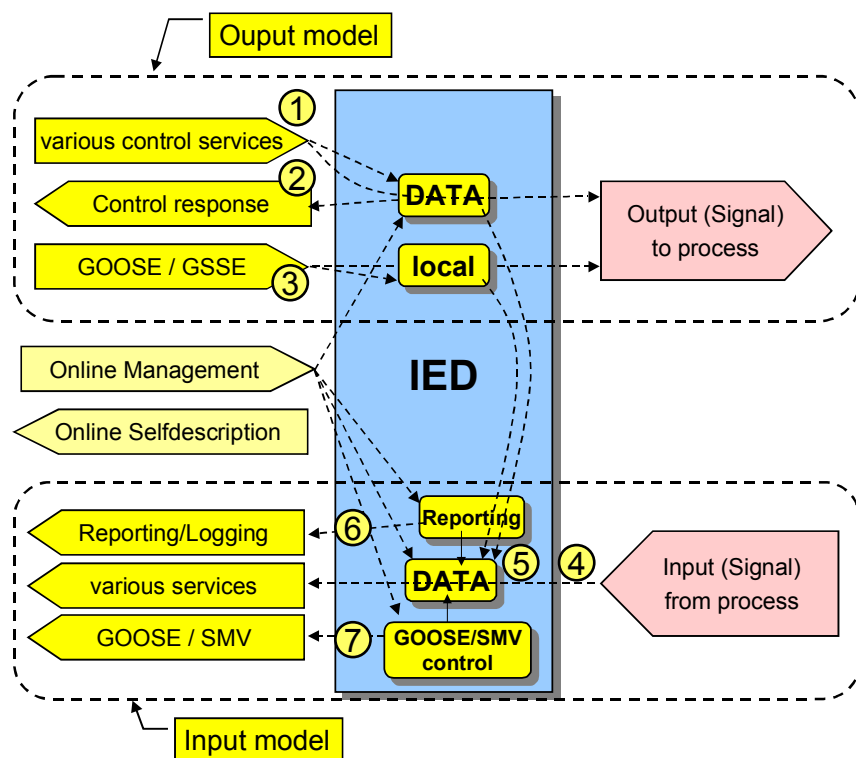 Ouput model
1
various control services
2
Control response
DATA
Output (Signal)
to process
GOOSE / GSSE
3
local
Online Management
IED
Online Selfdescription
Reporting/Logging
6
Reporting
various services
DATA
5
4
Input (Signal)
from process
GOOSE / SMV
7
GOOSE/SMV
control
Input model